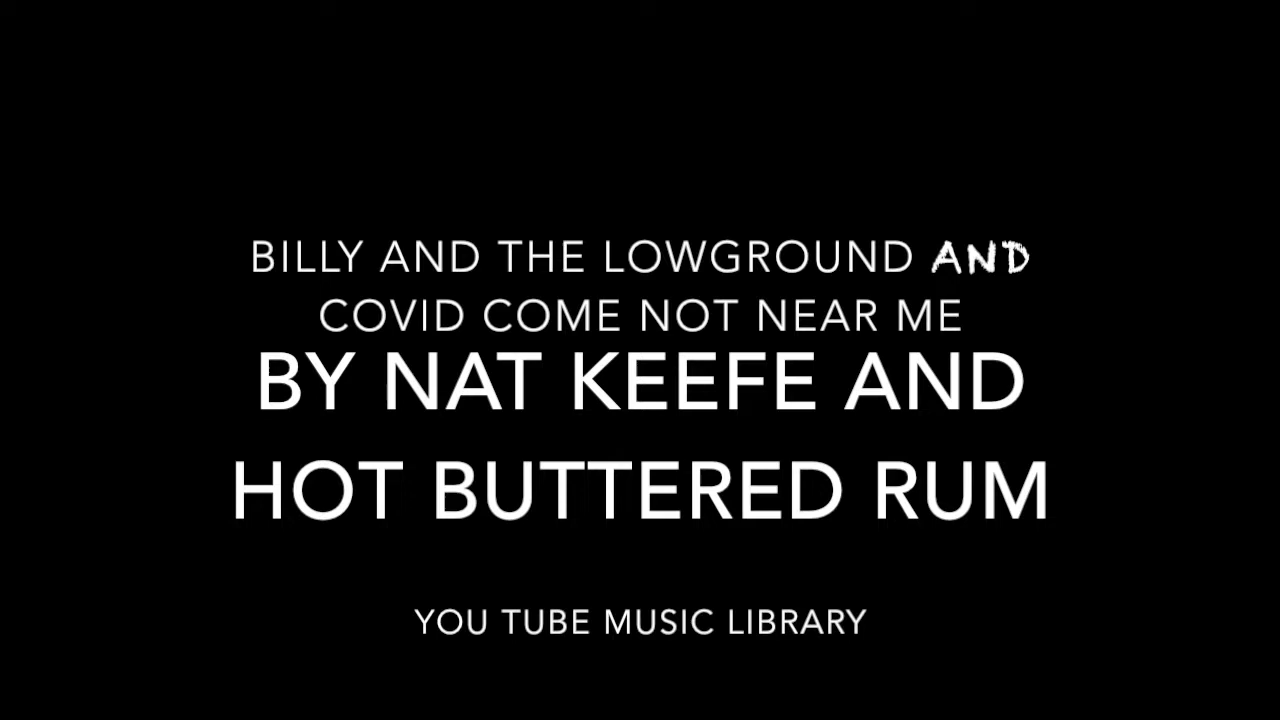 BILLY AND THE LOWGROUND AND
COVID COME NOT NEAR ME
BY NAT KEEFE AND
HOT BUTTERED RUM
YOU TUBE MUSIC LIBRARY